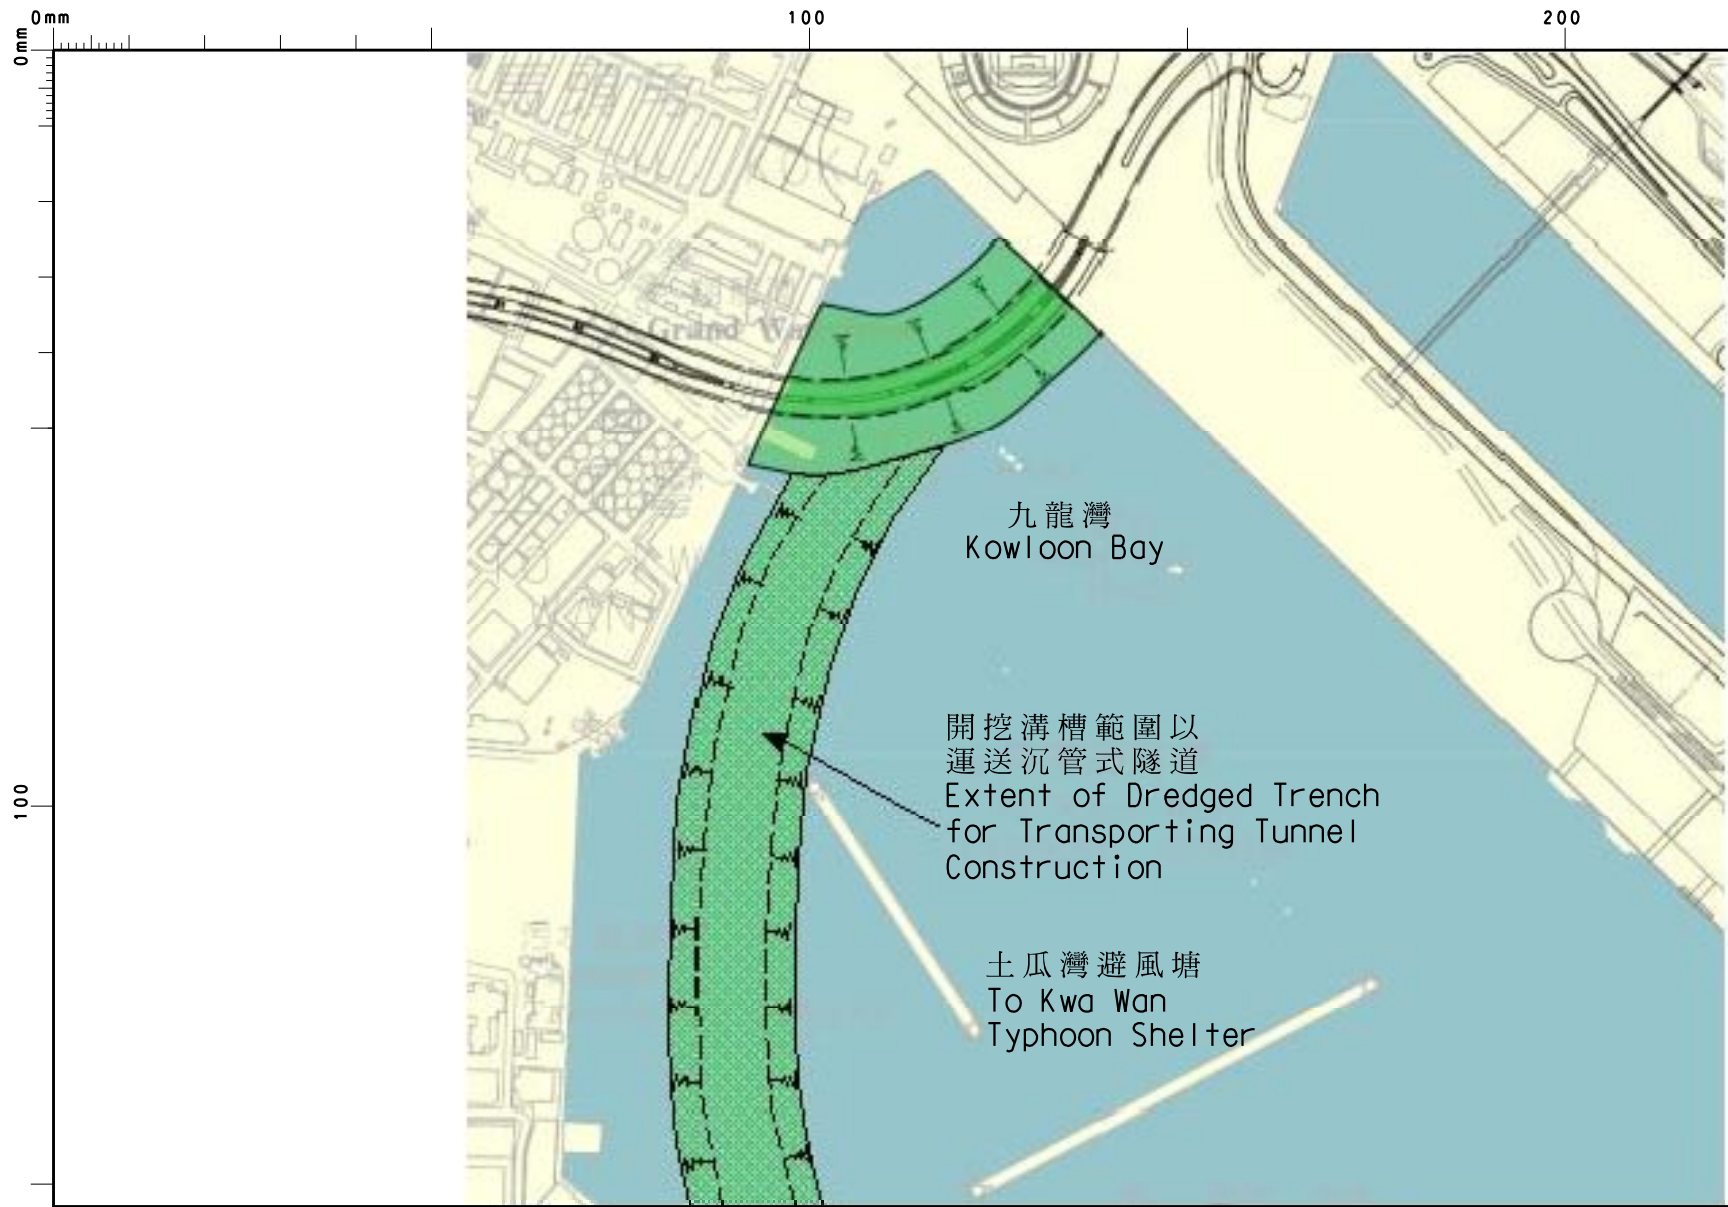 0mm 100 200
0mm
Grand Wa
九龍灣
Kowloon Bay
開挖溝槽範圍以
運送沉管式隧道
Extent of Dredged Trench
for Transporting Tunnel
Construction
100
土瓜灣避風塘
To Kwa Wan
Typhoon Shelter